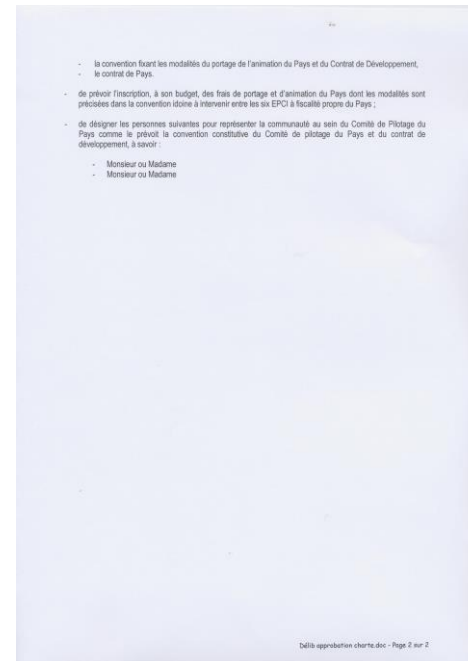 - la convention fixant les modalités du portage de l'animation du Pays et du Contrat de Développement,
- le contrat de Pays.
- de prévoir l'inscription, à son budget, des frais de portage et d'animation du Pays dont les modalités sont
précisées dans la convention idoine à intervenir entre les six EPCI à fiscalité propre du Pays ;
- de désigner les personnes suivantes pour représenter la communauté au sein du Comité de Pilotage du
Pays comme le prévoit la convention constitutive du Comité de pilotage du Pays et du contrat de
développement, à savoir :
- Monsieur ou Madame
- Monsieur ou Madame
Délib approbation charte.doc - Page 2 sur 2